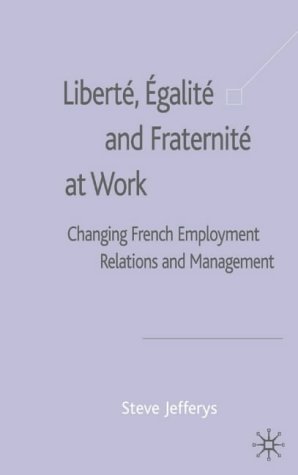 Liberté, Égalité
and Fraternité
at Work
Changing French Employment
Relations and Management
Steve Jefferys